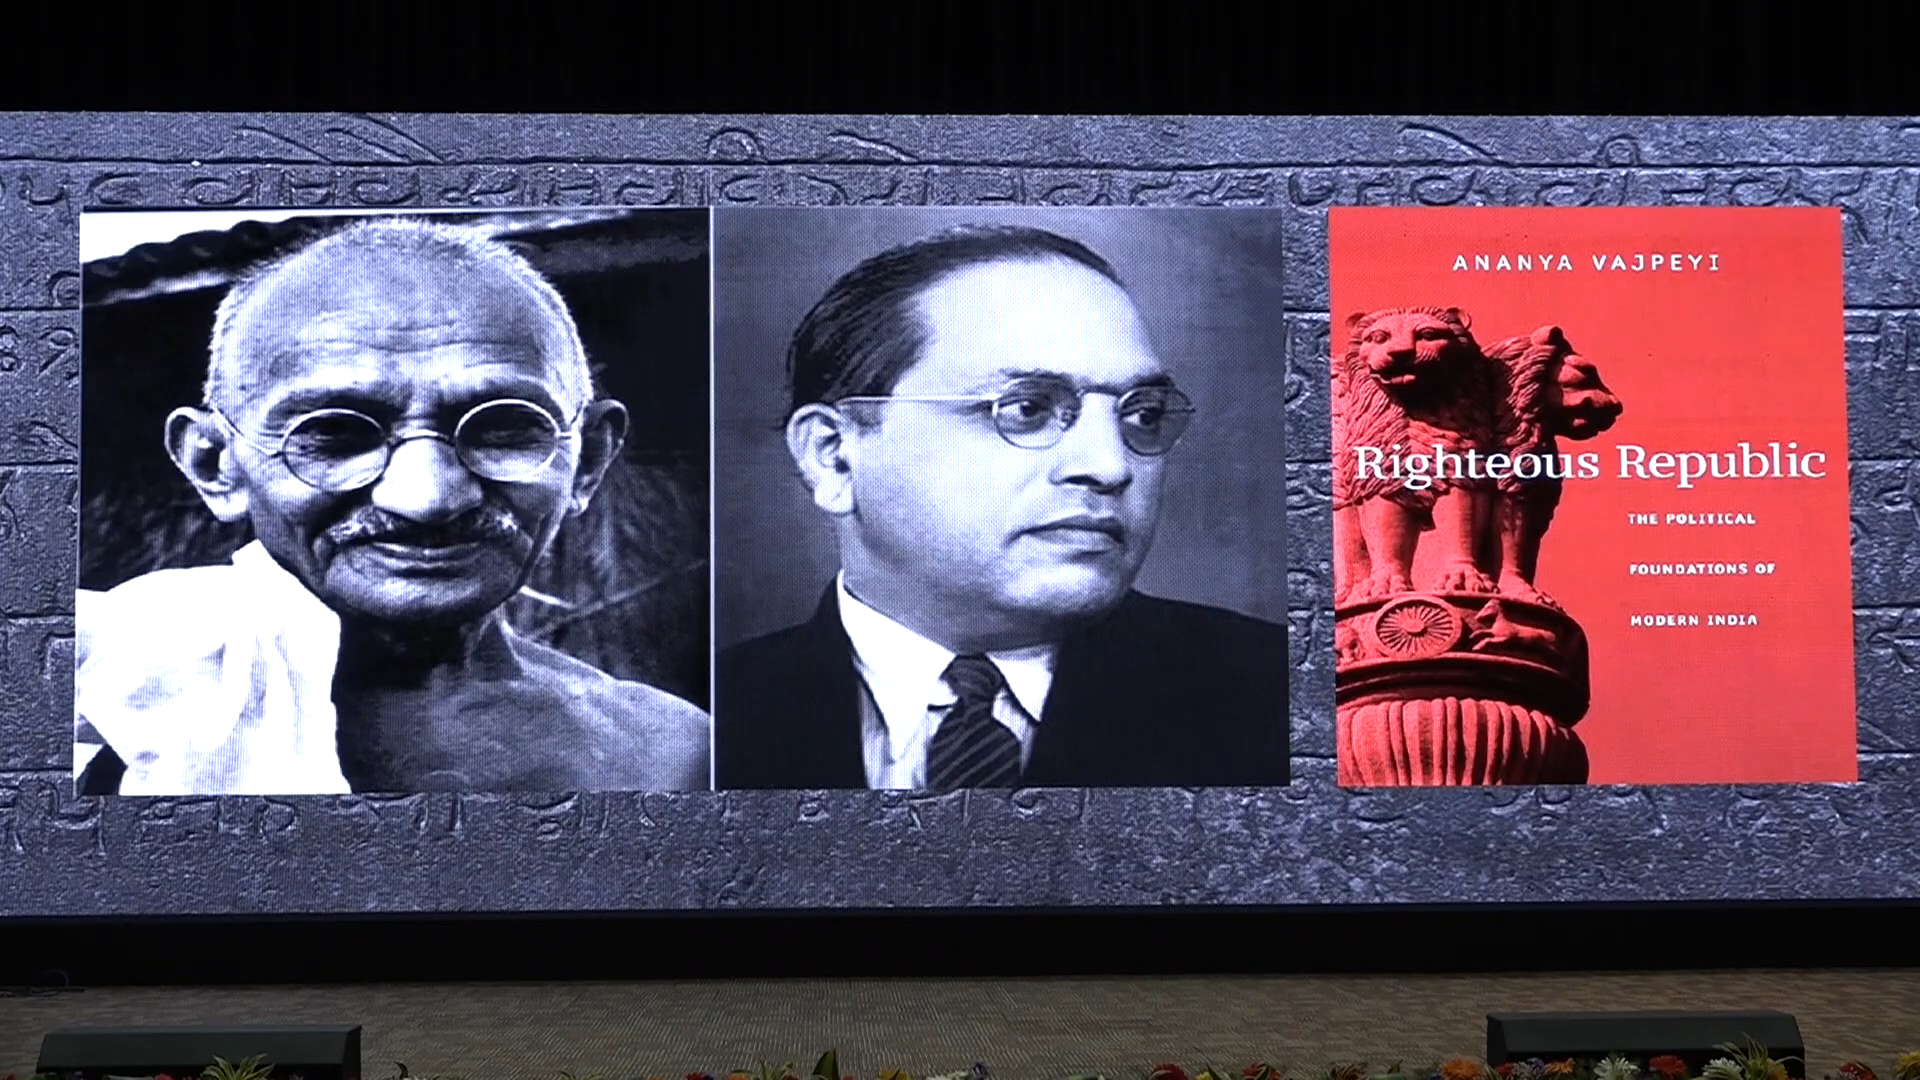 ANANYA VAJPEYI
Righteous Republic
THE POLITICAL
FOUNDATIONS OF
MODERN INDIA